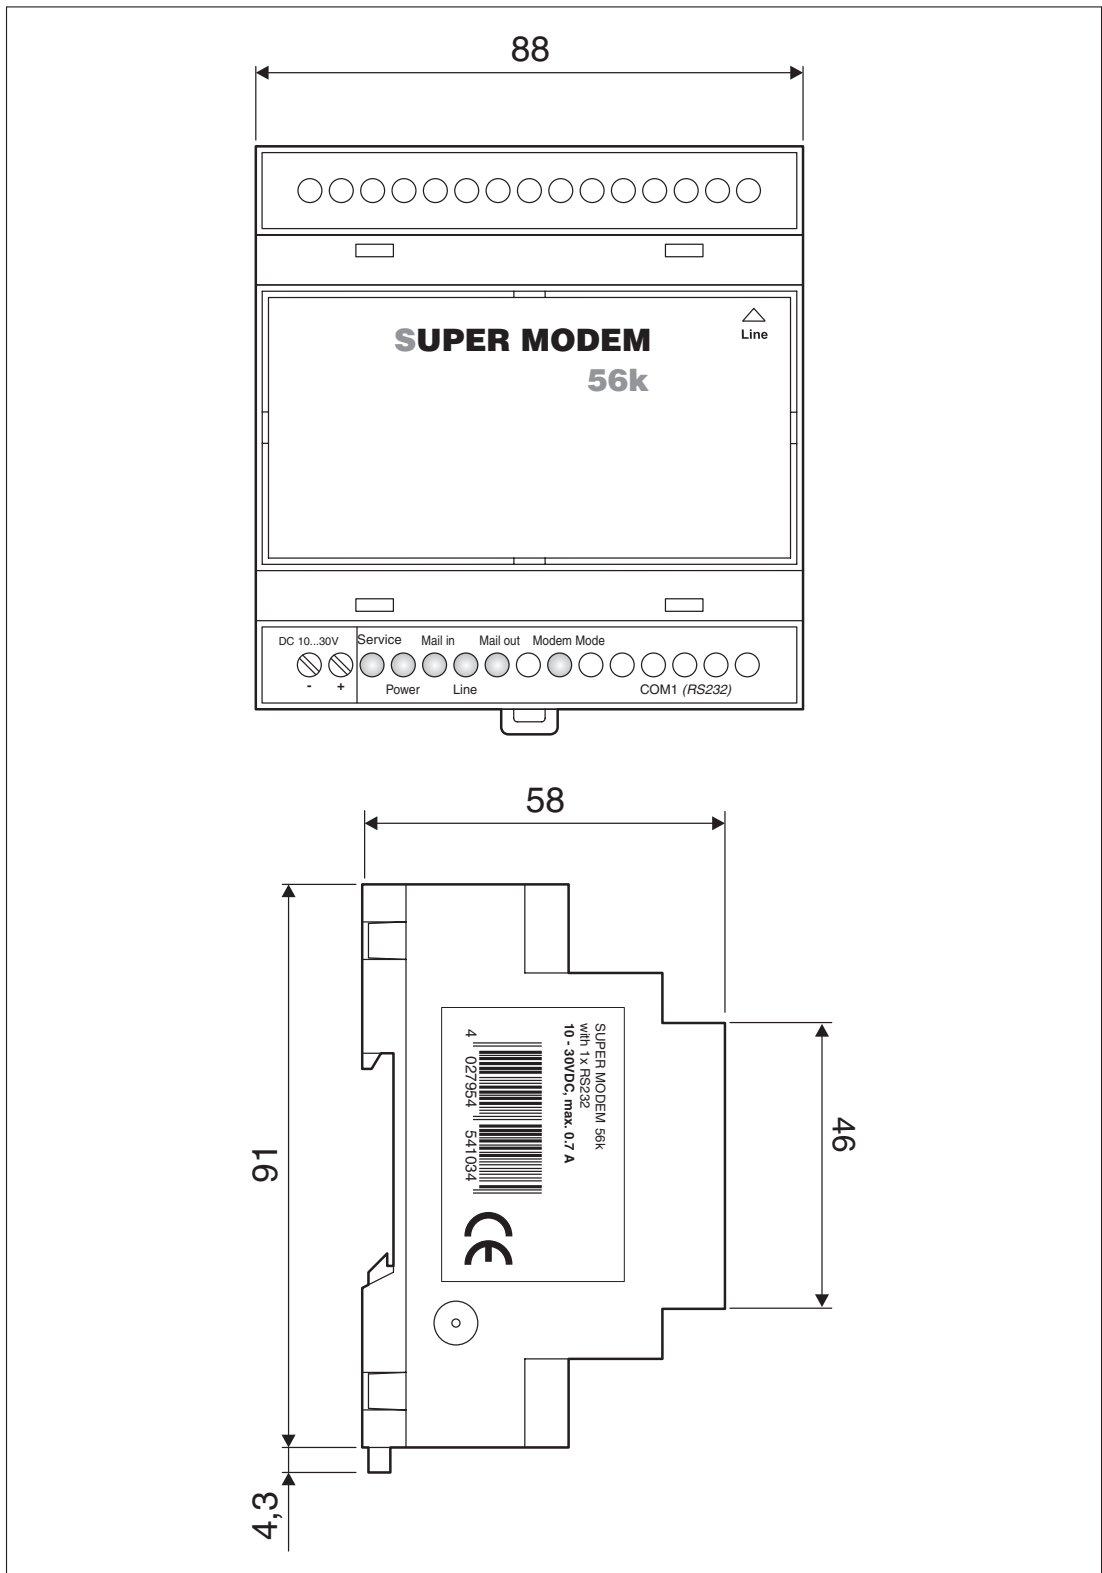 88
SUPER MODEM
56k
Line
DC 10...30V
Service
Mail in
Mail out
Modem Mode
- +
Power
Line
COM1 (RS232)
58
91
46
4,3
SUPER MODEM 56k
with 1x RS232
10 - 30VDC, max. 0.7 A
4 027954 541034
CE